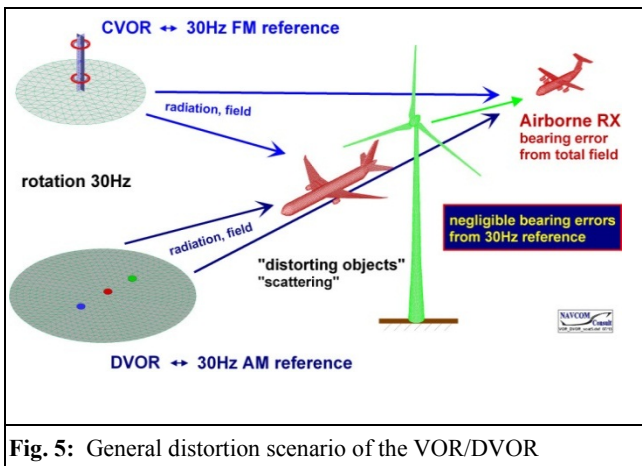 CVOR ↔ 30Hz FM reference
radiation, field
Airborne RX
bearing error
from total field
rotation 30Hz
radiation, field
negligible bearing errors
from 30Hz reference
"distorting objects"
"scattering"
NAVCOM
Consult
DVOR ↔ 30Hz AM reference
Fig. 5: General distortion scenario of the VOR/DVOR